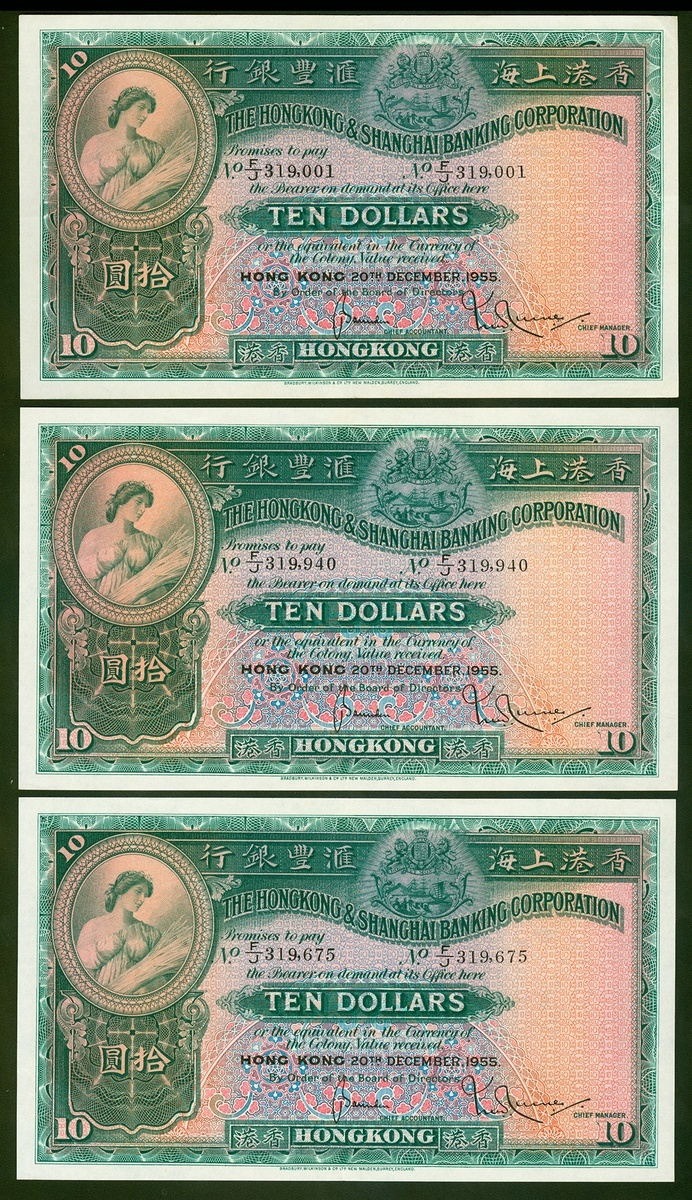 10
行銀豐滙 海上港香
THE HONGKONG & SHANGHAI BANKING CORPORATION
Promises to pay
No. F/J 319,001 No. F/J 319,001
the Bearer on demand at its Office here
TEN DOLLARS
or the equivalent in the Currency of
the Colony, Value received.
圓拾
HONG KONG 20TH DECEMBER, 1955.
By Order of the Board of Directors
CHIEF ACCOUNTANT. CHIEF MANAGER.
10 港香 HONGKONG 港香 10
BRADBURY, WILKINSON & CO. LTD. NEW MALDEN, SURREY, ENGLAND.
10
行銀豐滙 海上港香
THE HONGKONG & SHANGHAI BANKING CORPORATION
Promises to pay
No. F/J 319,940 No. F/J 319,940
the Bearer on demand at its Office here
TEN DOLLARS
or the equivalent in the Currency of
the Colony, Value received.
圓拾
HONG KONG 20TH DECEMBER, 1955.
By Order of the Board of Directors
CHIEF ACCOUNTANT. CHIEF MANAGER.
10 港香 HONGKONG 港香 10
BRADBURY, WILKINSON & CO. LTD. NEW MALDEN, SURREY, ENGLAND.
10
行銀豐滙 海上港香
THE HONGKONG & SHANGHAI BANKING CORPORATION
Promises to pay
No. F/J 319,675 No. F/J 319,675
the Bearer on demand at its Office here
TEN DOLLARS
or the equivalent in the Currency of
the Colony, Value received.
圓拾
HONG KONG 20TH DECEMBER, 1955.
By Order of the Board of Directors
CHIEF ACCOUNTANT. CHIEF MANAGER.
10 港香 HONGKONG 港香 10
BRADBURY, WILKINSON & CO. LTD. NEW MALDEN, SURREY, ENGLAND.